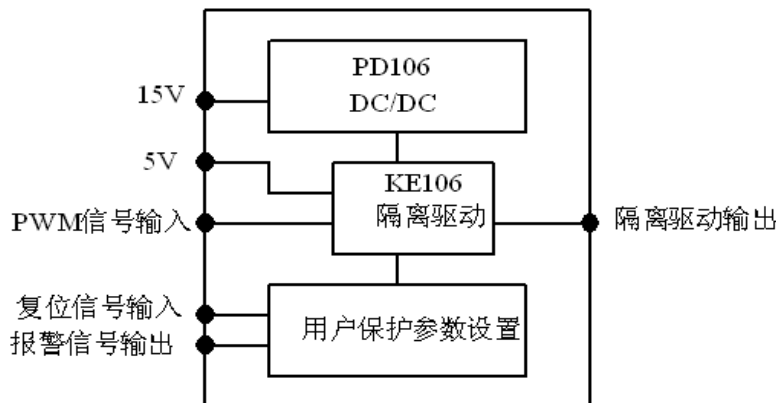 PD106
DC/DC
15V
5V
KE106
隔离驱动
PWM信号输入
隔离驱动输出
复位信号输入
报警信号输出
用户保护参数设置